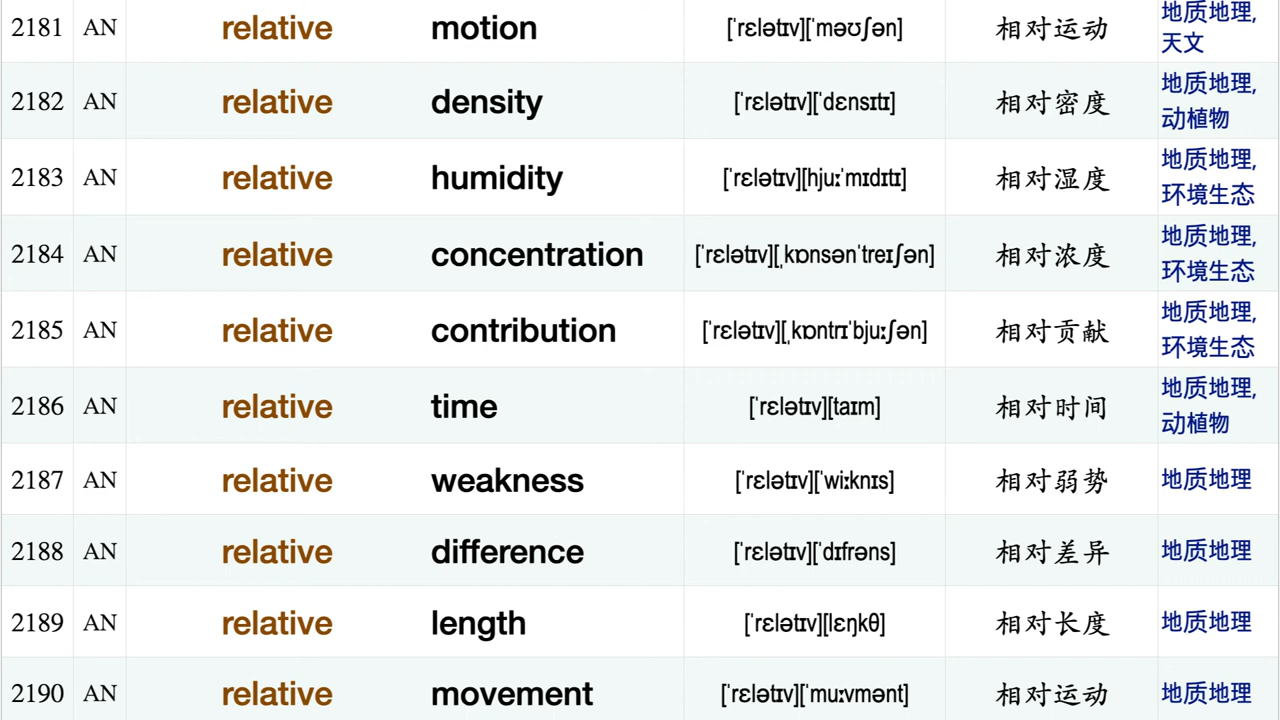 2181 AN relative motion [ˈrɛlətɪv][ˈməʊʃən] 相对运动 地质地理,
天文
2182 AN relative density [ˈrɛlətɪv][ˈdɛnsɪtɪ] 相对密度 地质地理,
动植物
2183 AN relative humidity [ˈrɛlətɪv][hjuːˈmɪdɪtɪ] 相对湿度 地质地理,
环境生态
2184 AN relative concentration [ˈrɛlətɪv][ˌkɒnsənˈtreɪʃən] 相对浓度 地质地理,
环境生态
2185 AN relative contribution [ˈrɛlətɪv][ˌkɒntrɪˈbjuːʃən] 相对贡献 地质地理,
环境生态
2186 AN relative time [ˈrɛlətɪv][taɪm] 相对时间 地质地理,
动植物
2187 AN relative weakness [ˈrɛlətɪv][ˈwiːknɪs] 相对弱势 地质地理
2188 AN relative difference [ˈrɛlətɪv][ˈdɪfrəns] 相对差异 地质地理
2189 AN relative length [ˈrɛlətɪv][lɛŋkθ] 相对长度 地质地理
2190 AN relative movement [ˈrɛlətɪv][ˈmuːvmənt] 相对运动 地质地理